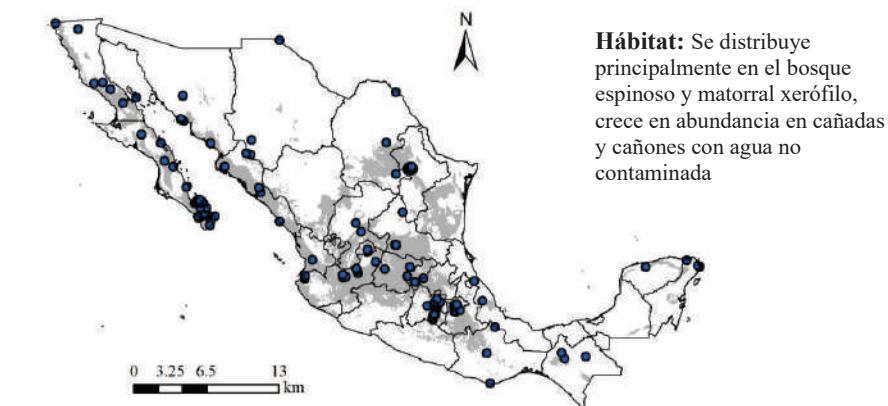 N
Hábitat: Se distribuye
principalmente en el bosque
espinoso y matorral xerófilo,
crece en abundancia en cañadas
y cañones con agua no
contaminada
0 3.25 6.5 13
km